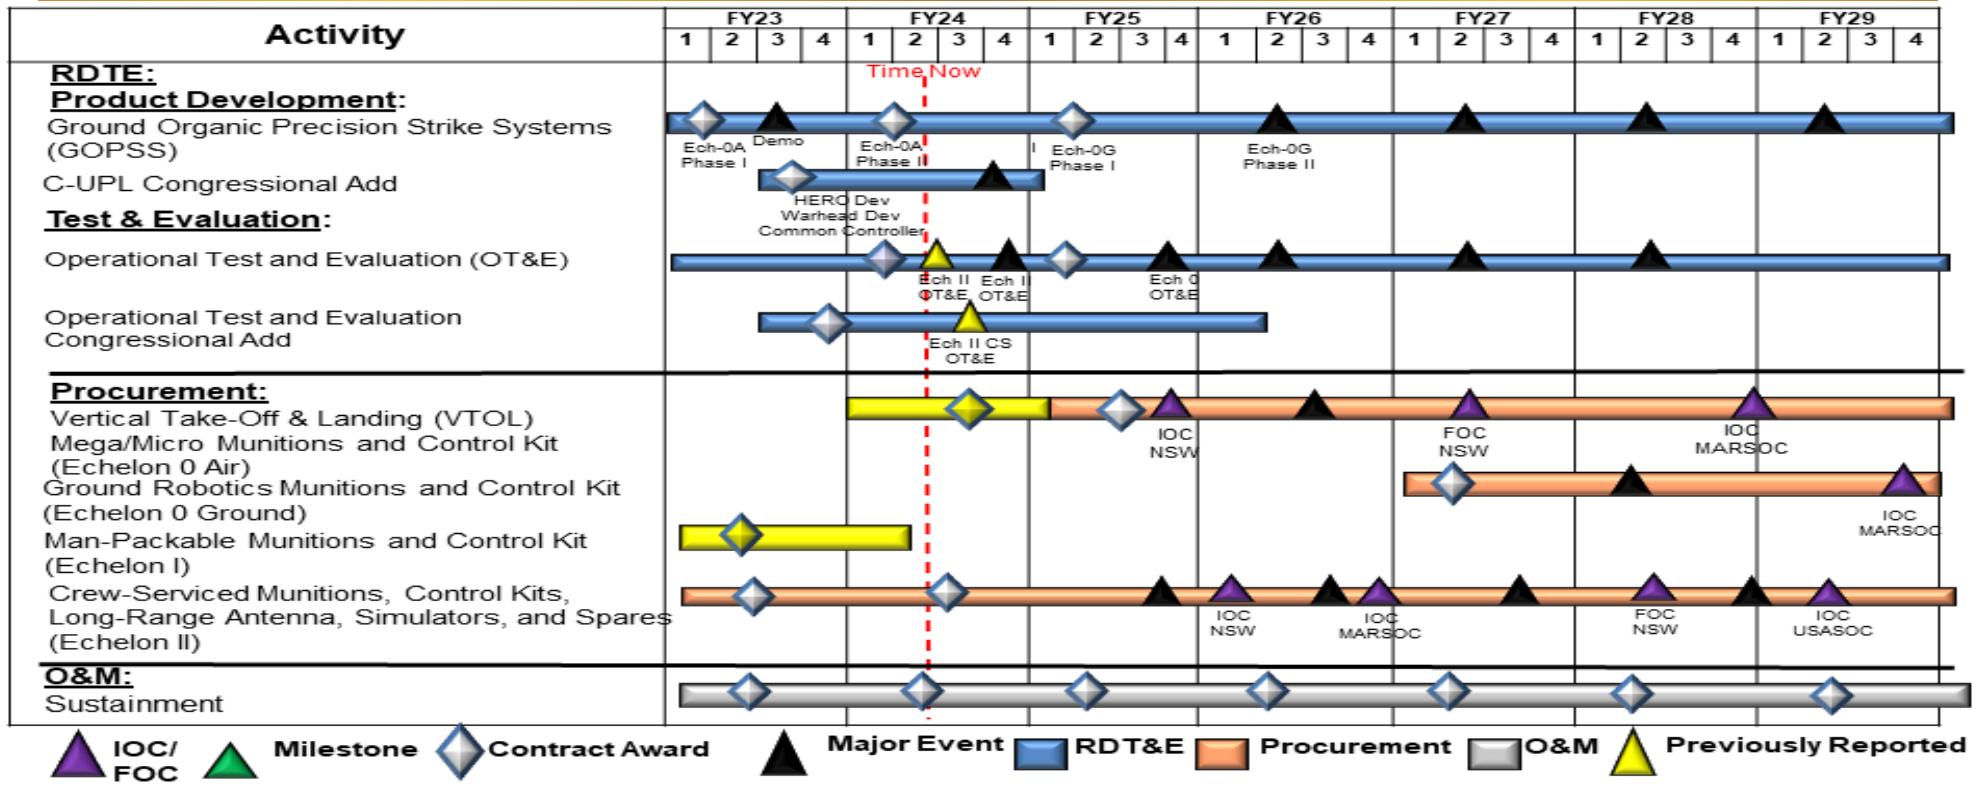 Activity
FY23 FY24 FY25 FY26 FY27 FY28 FY29
1 2 3 4 1 2 3 4 1 2 3 4 1 2 3 4 1 2 3 4 1 2 3 4 1 2 3 4
Time Now
RDTE:
Product Development:
Ground Organic Precision Strike Systems
(GOPSS)
Ech-0A
Phase I
Demo
Ech-0A
Phase II
I
Ech-0G
Phase I
Ech-0G
Phase II
C-UPL Congressional Add
HERO Dev
Warhead Dev
Common Controller
Test & Evaluation:
Operational Test and Evaluation (OT&E)
Ech II
OT&E
Ech II
OT&E
Ech 0
OT&E
Operational Test and Evaluation
Congressional Add
Ech II CS
OT&E
Procurement:
Vertical Take-Off & Landing (VTOL)
Mega/Micro Munitions and Control Kit
(Echelon 0 Air)
IOC
NSW
FOC
NSW
IOC
MARSOC
Ground Robotics Munitions and Control Kit
(Echelon 0 Ground)
IOC
MARSOC
Man-Packable Munitions and Control Kit
(Echelon I)
Crew-Serviced Munitions, Control Kits,
Long-Range Antenna, Simulators, and Spares
(Echelon II)
IOC
NSW
IOC
MARSOC
FOC
NSW
IOC
USASOC
O&M:
Sustainment
IOC/
FOC
Milestone
Contract Award
Major Event
RDT&E
Procurement
O&M
Previously Reported